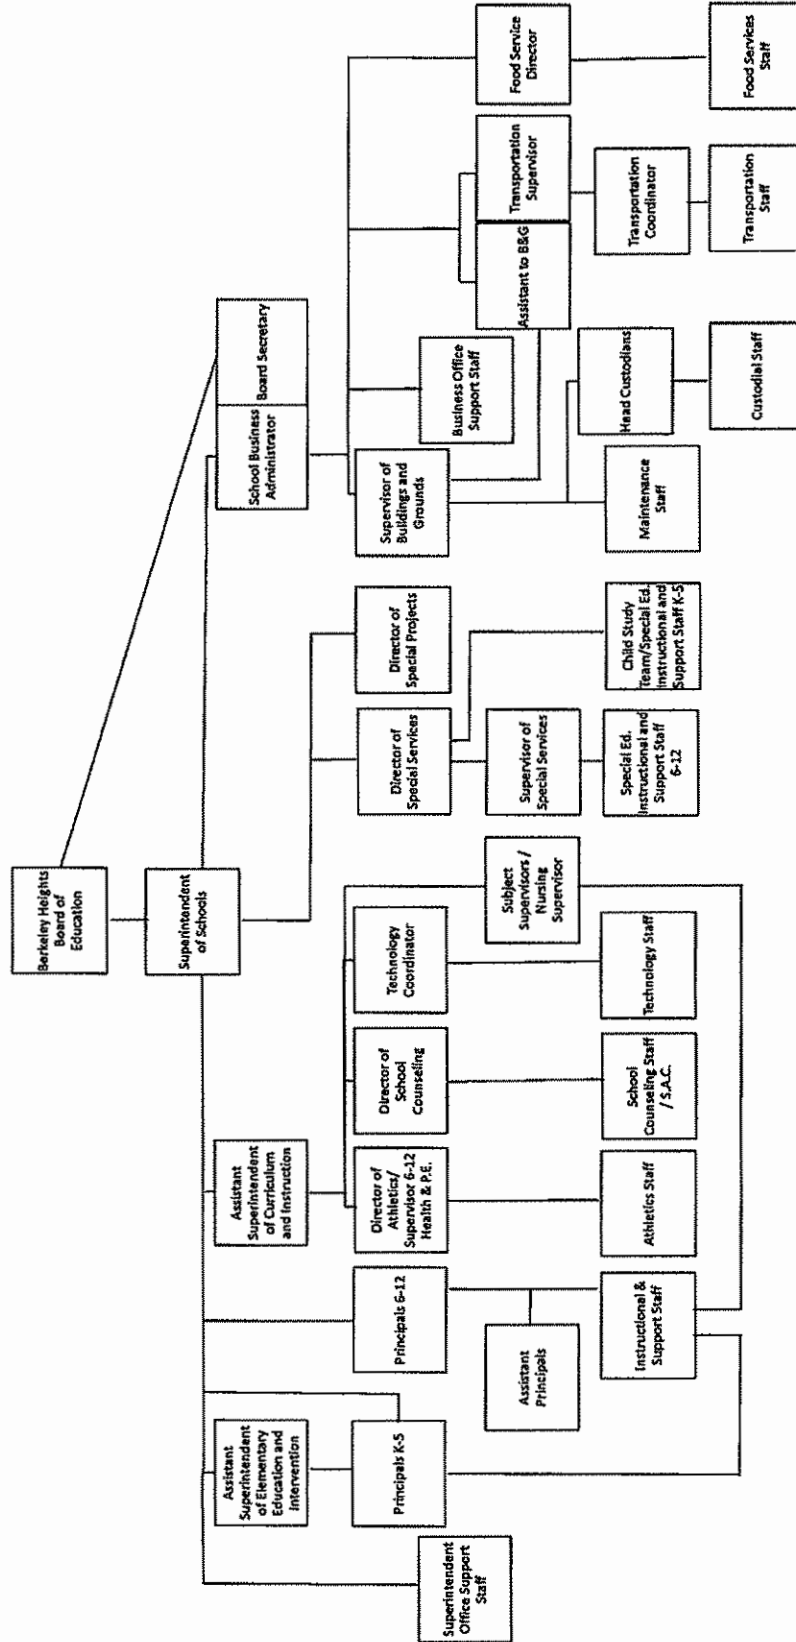 Berkeley Heights
Board of
Education
Superintendent
of Schools
Assistant
Superintendent
of Elementary
Education and
Intervention
Assistant
Superintendent
of Curriculum
and Instruction
School Business
Administrator
Board Secretary
Principals K-5
Principals 6-12
Director of
Athletics/
Supervisor 6-12
Health & P.E.
Director of
School
Counseling
Technology
Coordinator
Director of
Special Services
Director of
Special Projects
Supervisor of
Buildings and
Grounds
Superintendent
Office Support
Staff
Business Office
Support Staff
Assistant
Principals
Subject
Supervisors /
Nursing
Supervisor
Supervisor of
Special Services
Assistant to B&G
Transportation
Supervisor
Food Service
Director
Instructional &
Support Staff
Athletics Staff
School
Counseling Staff
/ S.A.C.
Technology Staff
Special Ed.
Instructional and
Support Staff
6-12
Child Study
Team/Special Ed.
Instructional and
Support Staff K-5
Maintenance
Staff
Head Custodians
Transportation
Coordinator
Custodial Staff
Transportation
Staff
Food Services
Staff